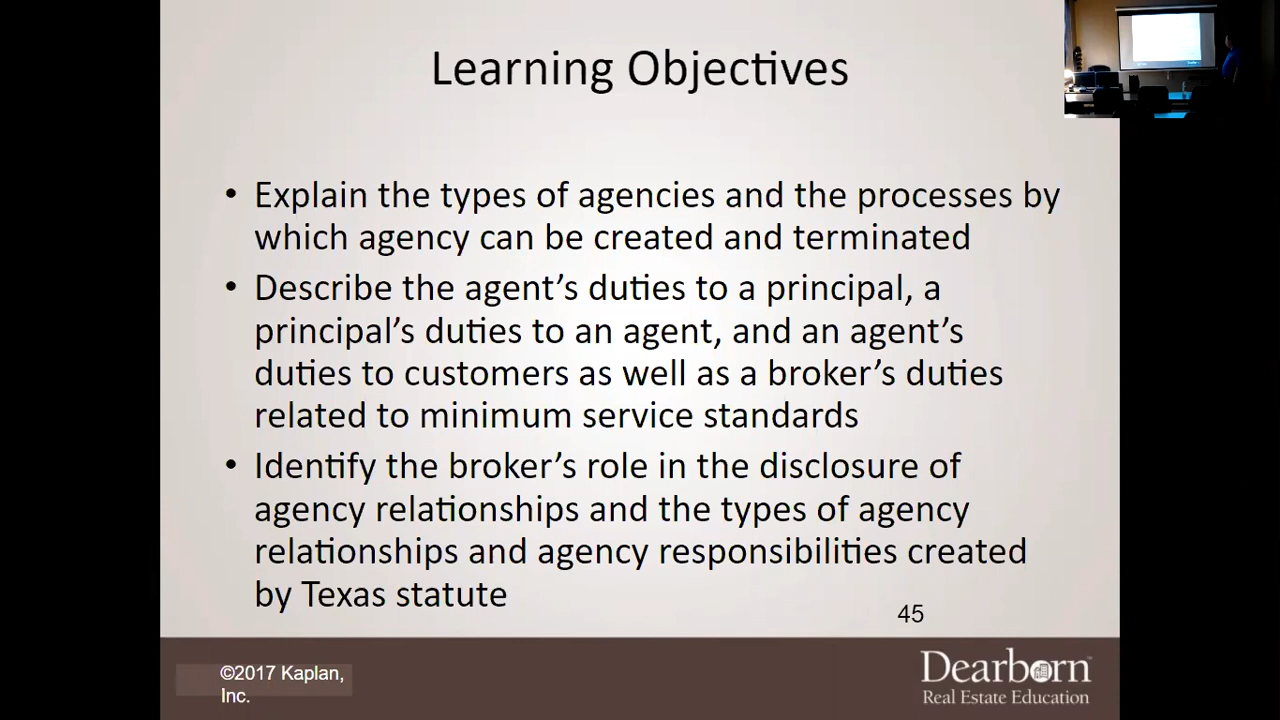 Learning Objectives
• Explain the types of agencies and the processes by
which agency can be created and terminated
• Describe the agent’s duties to a principal, a
principal’s duties to an agent, and an agent’s
duties to customers as well as a broker’s duties
related to minimum service standards
• Identify the broker’s role in the disclosure of
agency relationships and the types of agency
relationships and agency responsibilities created
by Texas statute
45
©2017 Kaplan,
Inc.
Dearborn™
Real Estate Education